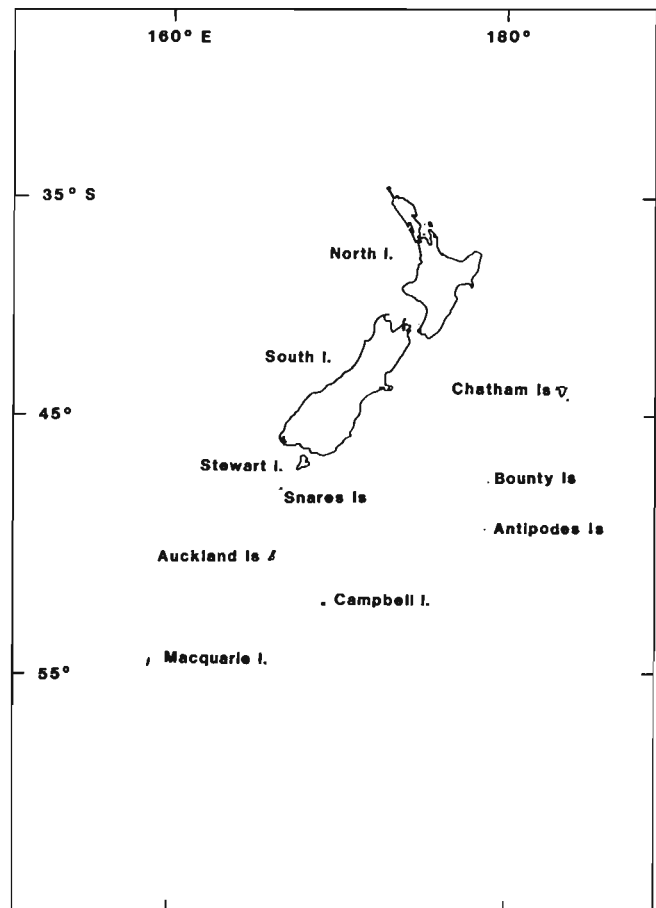 160° E
180°
35° S
North I.
South I.
Chatham Is
45°
Stewart I.
Bounty Is
Snares Is
Antipodes Is
Auckland Is
Campbell I.
Macquarie I.
55°